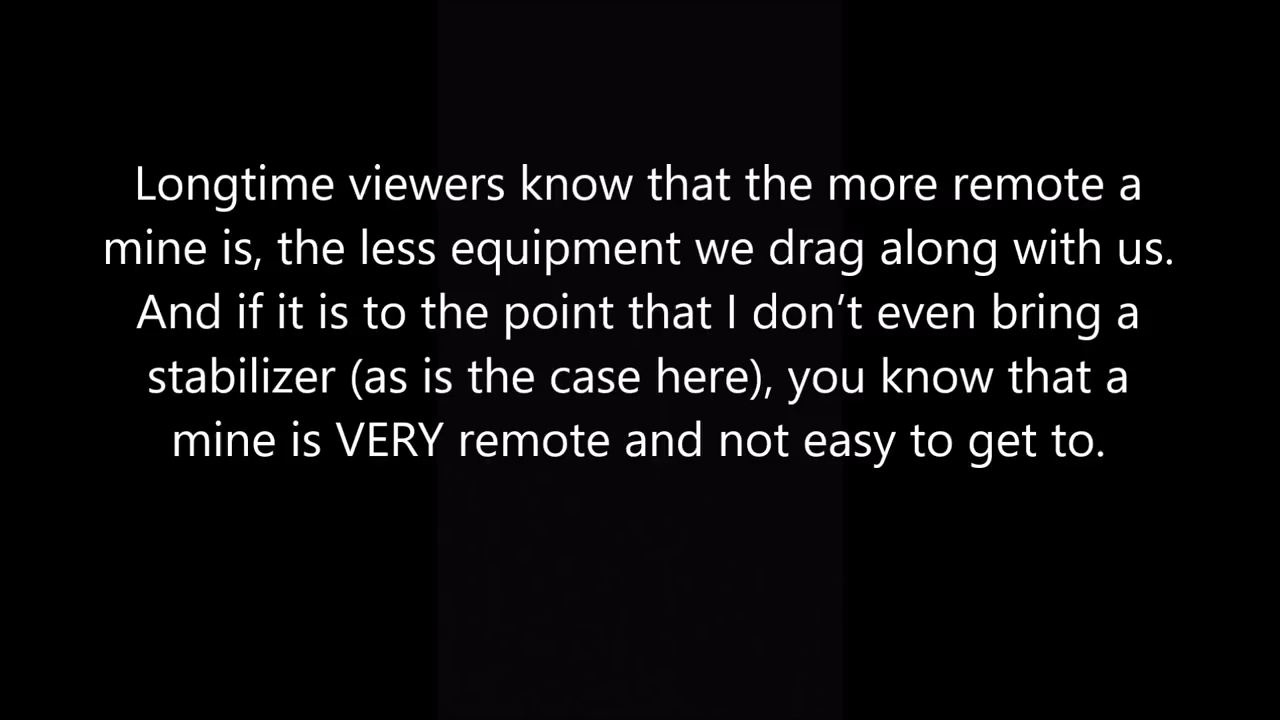 Longtime viewers know that the more remote a
mine is, the less equipment we drag along with us.
And if it is to the point that I don’t even bring a
stabilizer (as is the case here), you know that a
mine is VERY remote and not easy to get to.